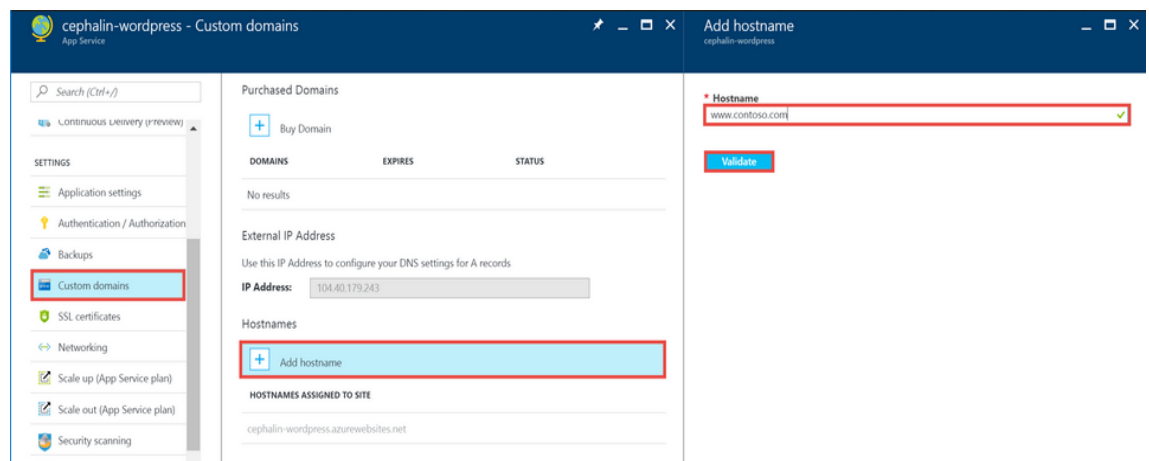 cephalin-wordpress - Custom domains
App Service
Search (Ctrl+/)
Continuous Delivery (Preview)
SETTINGS
Application settings
Authentication / Authorization
Backups
Custom domains
SSL certificates
Networking
Scale up (App Service plan)
Scale out (App Service plan)
Security scanning
Purchased Domains
Buy Domain
DOMAINS EXPIRES STATUS
No results
External IP Address
Use this IP Address to configure your DNS settings for A records
IP Address: 104.40.179.243
Hostnames
Add hostname
HOSTNAMES ASSIGNED TO SITE
cephalin-wordpress.azurewebsites.net
Add hostname
cephalin-wordpress
* Hostname
www.contoso.com
Validate